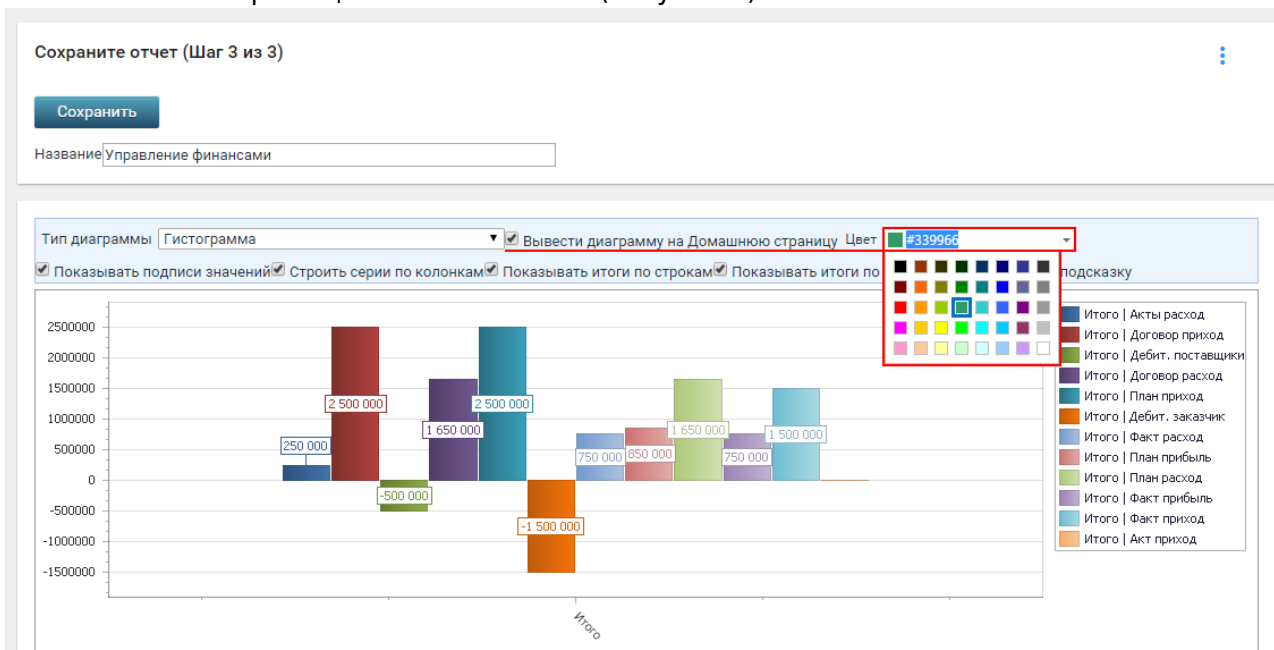 Сохраните отчет (Шаг 3 из 3)
Сохранить
Название Управление финансами
Тип диаграммы Гистограмма Вывести диаграмму на Домашнюю страницу Цвет #339966
Показывать подписи значений Строить серии по колонкам Показывать итоги по строкам Показывать итоги по подсказку
2500000
2000000
1500000
1000000
500000
0
-500000
-1000000
-1500000
250 000
2 500 000
-500 000
1 650 000
2 500 000
-1 500 000
750 000
850 000
1 650 000
750 000
1 500 000
Итого
Итого | Акты расход
Итого | Договор приход
Итого | Дебит. поставщики
Итого | Договор расход
Итого | План приход
Итого | Дебит. заказчик
Итого | Факт расход
Итого | План прибыль
Итого | План расход
Итого | Факт прибыль
Итого | Факт приход
Итого | Акт приход